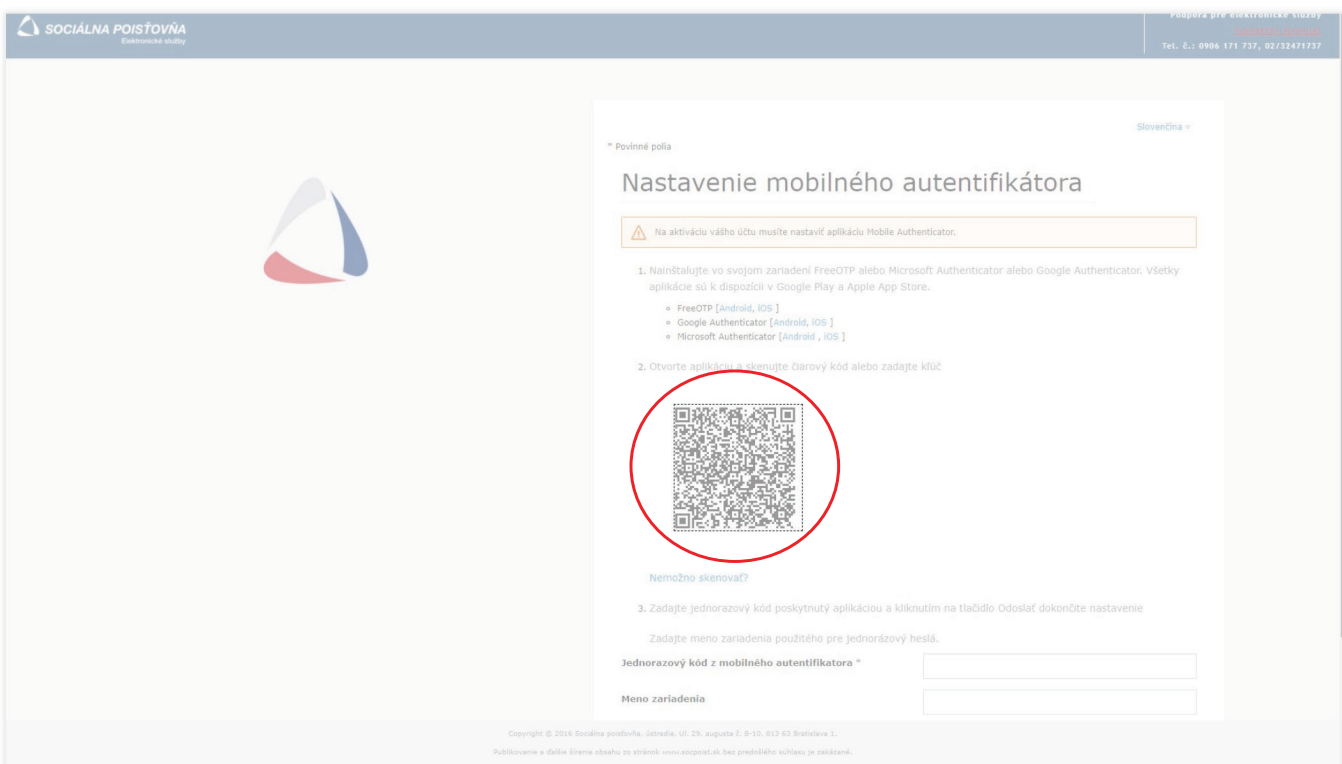 SOCIÁLNA POISŤOVŇA
Elektronické služby
Podpora pre elektronické služby
Tel. č.: 0906 171 737, 02/32471737
Slovenčina
* Povinné polia
Nastavenie mobilného autentifikátora
Na aktiváciu vášho účtu musíte nastaviť aplikáciu Mobile Authenticator.
1. Nainštalujte vo svojom zariadení FreeOTP alebo Microsoft Authenticator alebo Google Authenticator. Všetky
aplikácie sú k dispozícii v Google Play a Apple App Store.
FreeOTP [Android, iOS ]
Google Authenticator [Android, iOS ]
Microsoft Authenticator [Android , iOS ]
2. Otvorte aplikáciu a skenujte čiarový kód alebo zadajte kľúč
Nemožno skenovať?
3. Zadajte jednorazový kód poskytnutý aplikáciou a kliknutím na tlačidlo Odoslať dokončite nastavenie
Zadajte meno zariadenia použitého pre jednorázový heslá.
Jednorazový kód z mobilného autentifikatora *
Meno zariadenia
Copyright © 2016 Sociálna poisťovňa, ústredie, Ul. 29. augusta č. 8-10, 813 63 Bratislava 1.
Publikovanie a ďalšie šírenie obsahu zo stránok www.socpoist.sk bez predošlého súhlasu je zakázané.